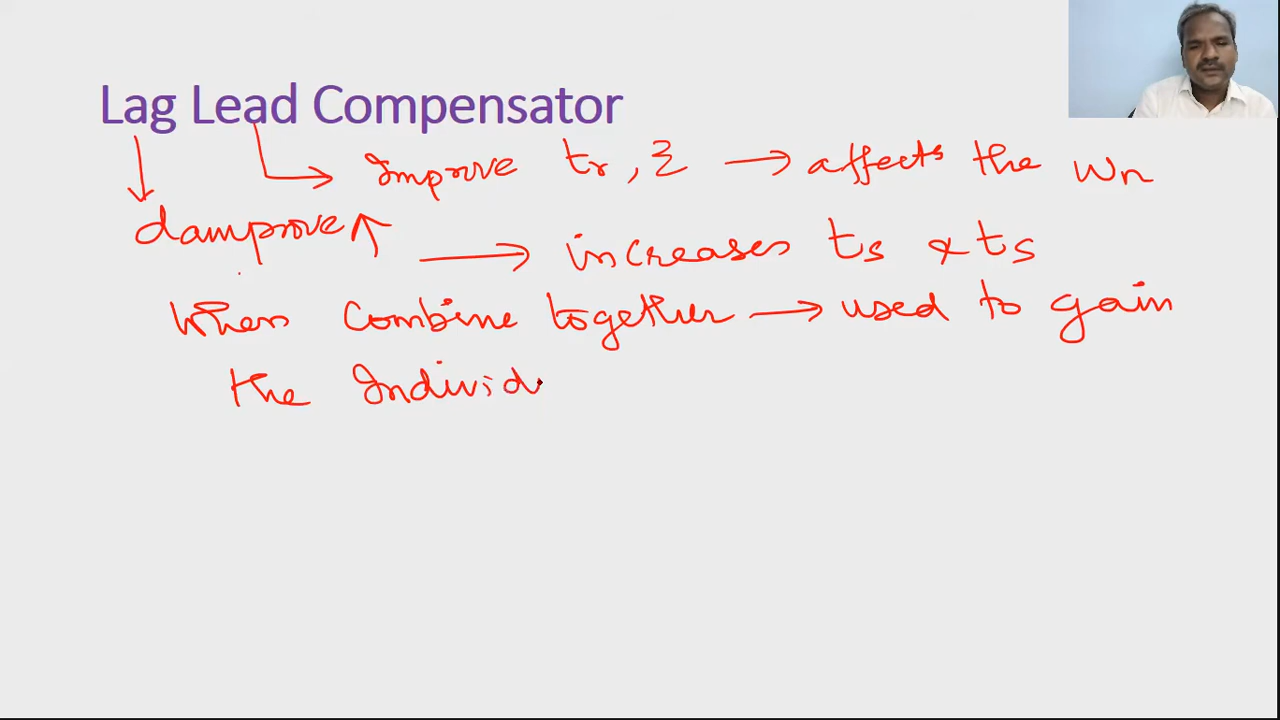 Lag Lead Compensator
Improve tr, ξ → affects the wn
damprove ↑
→ increases ts & ts
When combine together → used to gain
the Individ